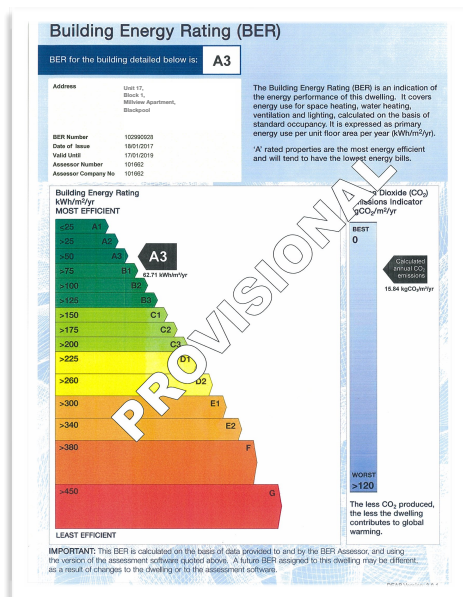 Building Energy Rating (BER)
BER for the building detailed below is: A3
Address
Unit 17,
Block 1,
Millview Apartment,
Blackpool
BER Number 102990928
Date of Issue 18/01/2017
Valid Until 17/01/2019
Assessor Number 101662
Assessor Company No 101662
The Building Energy Rating (BER) is an indication of
the energy performance of this dwelling. It covers
energy use for space heating, water heating,
ventilation and lighting, calculated on the basis of
standard occupancy. It is expressed as primary
energy use per unit floor area per year (kWh/m²/yr).
'A' rated properties are the most energy efficient
and will tend to have the lowest energy bills.
Building Energy Rating
kWh/m²/yr
MOST EFFICIENT
<25 A1
>25 A2
>50 A3
>75 B1
>100 B2
>125 B3
>150 C1
>175 C2
>200 C3
>225 D1
>260 D2
>300 E1
>340 E2
>380 F
>450 G
LEAST EFFICIENT
A3
62.71 kWh/m²/yr
PROVISIONAL
Dioxide (CO₂)
Indicator
gCO₂/m²/yr
BEST
0
Calculated
annual CO₂
emissions
15.84 kgCO₂/m²/yr
WORST
>120
The less CO₂ produced,
the less the dwelling
contributes to global
warming.
IMPORTANT: This BER is calculated on the basis of data provided to and by the BER Assessor, and using
the version of the assessment software quoted above. A future BER assigned to this dwelling may be different,
as a result of changes to the dwelling or to the assessment software.